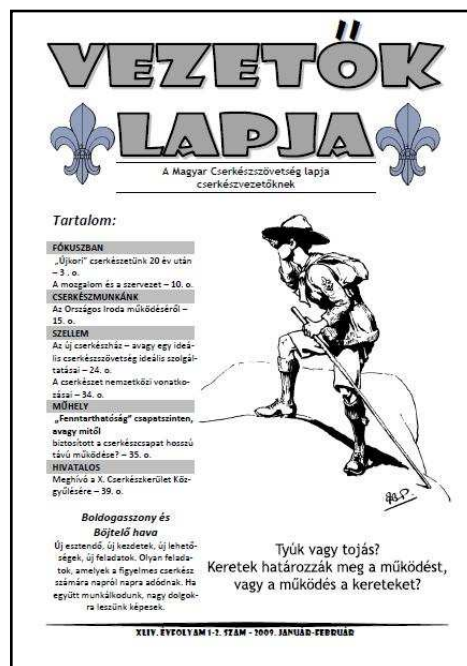 VEZETŐK
LAPJA
A Magyar Cserkészszövetség lapja
cserkészvezetőknek
Tartalom:
FÓKUSZBAN
„Újkori” cserkészetünk 20 év után
– 3 . o.
A mozgalom és a szervezet – 10. o.
CSERKÉSZMUNKÁNK
Az Országos Iroda működéséről –
15. o.
SZELLEM
Az új cserkészház – avagy egy ideá-
lis cserkészszövetség ideális szolgál-
tatásai – 24. o.
A cserkészet nemzetközi vonatko-
zásai – 34. o.
MŰHELY
„Fenntarthatóság” csapatszinten,
avagy mitől
biztosított a cserkészcsapat hosszú
távú működése? – 35. o.
HIVATALOS
Meghívó a X. Cserkészkerület Köz-
gyűlésére – 39. o.
Boldogasszony és
Böjtelő hava
Új esztendő, új kezdetek, új lehető-
ségek, új feladatok. Olyan felada-
tok, amelyek a figyelmes cserkész
számára napról napra adódnak. Ha
együtt munkálkodunk, nagy dolgok-
ra leszünk képesek.
Tyúk vagy tojás?
Keretek határozzák meg a működést,
vagy a működés a kereteket?
XLIV. ÉVFOLYAM 1-2. SZÁM - 2009. JANUÁR-FEBRUÁR